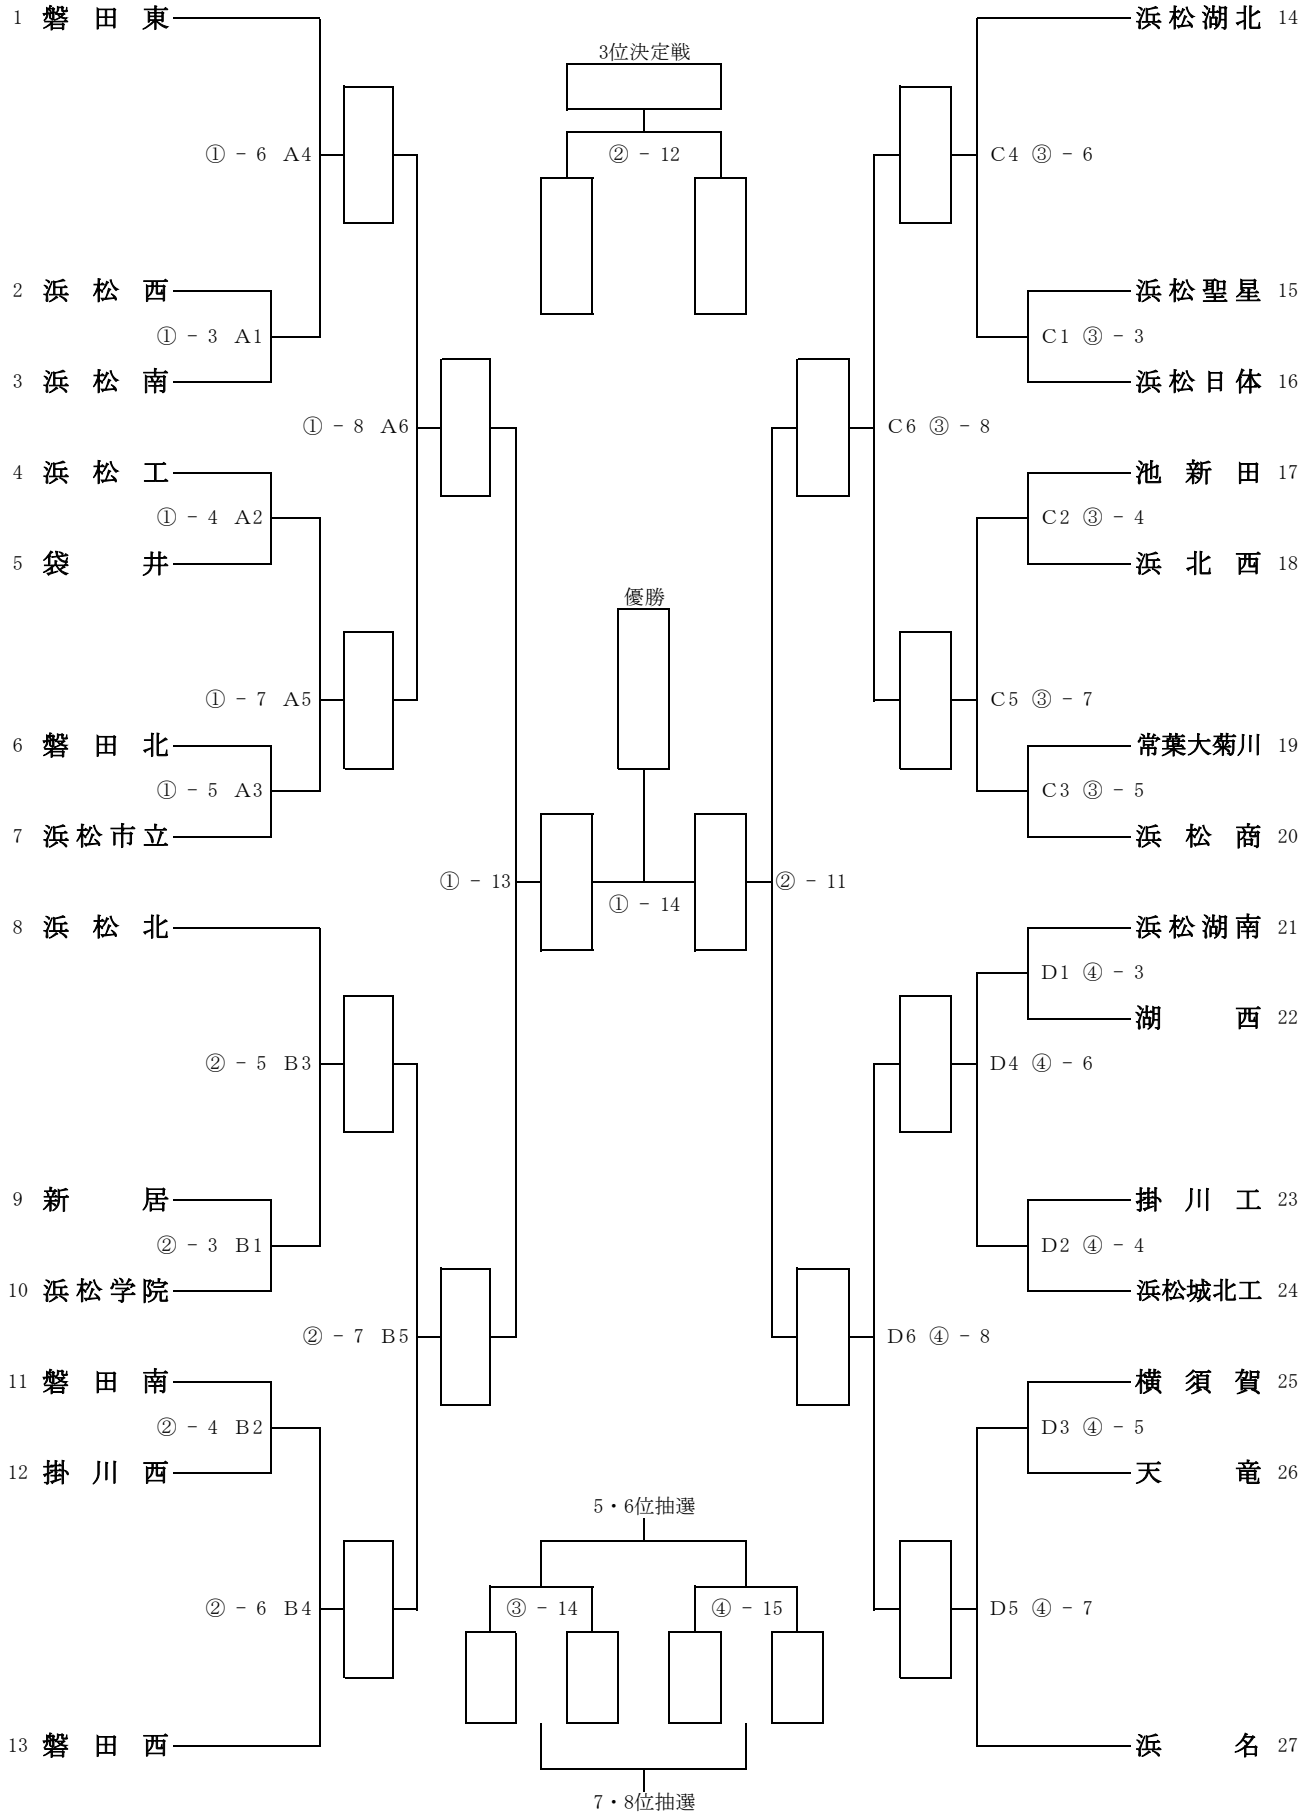 1 磐田東
浜松湖北 14
3位決定戦
① - 6 A4
② - 12
C4 ③ - 6
2 浜松西
浜松聖星 15
① - 3 A1
C1 ③ - 3
3 浜松南
浜松日体 16
① - 8 A6
C6 ③ - 8
4 浜松工
池新田 17
① - 4 A2
C2 ③ - 4
5 袋井
浜北西 18
優勝
① - 7 A5
C5 ③ - 7
6 磐田北
常葉大菊川 19
① - 5 A3
C3 ③ - 5
7 浜松市立
浜松商 20
① - 13
② - 11
① - 14
8 浜松北
浜松湖南 21
D1 ④ - 3
湖西 22
② - 5 B3
D4 ④ - 6
9 新居
掛川工 23
② - 3 B1
D2 ④ - 4
10 浜松学院
浜松城北工 24
② - 7 B5
D6 ④ - 8
11 磐田南
横須賀 25
② - 4 B2
D3 ④ - 5
12 掛川西
天竜 26
5・6位抽選
② - 6 B4
③ - 14
④ - 15
D5 ④ - 7
13 磐田西
浜名 27
7・8位抽選